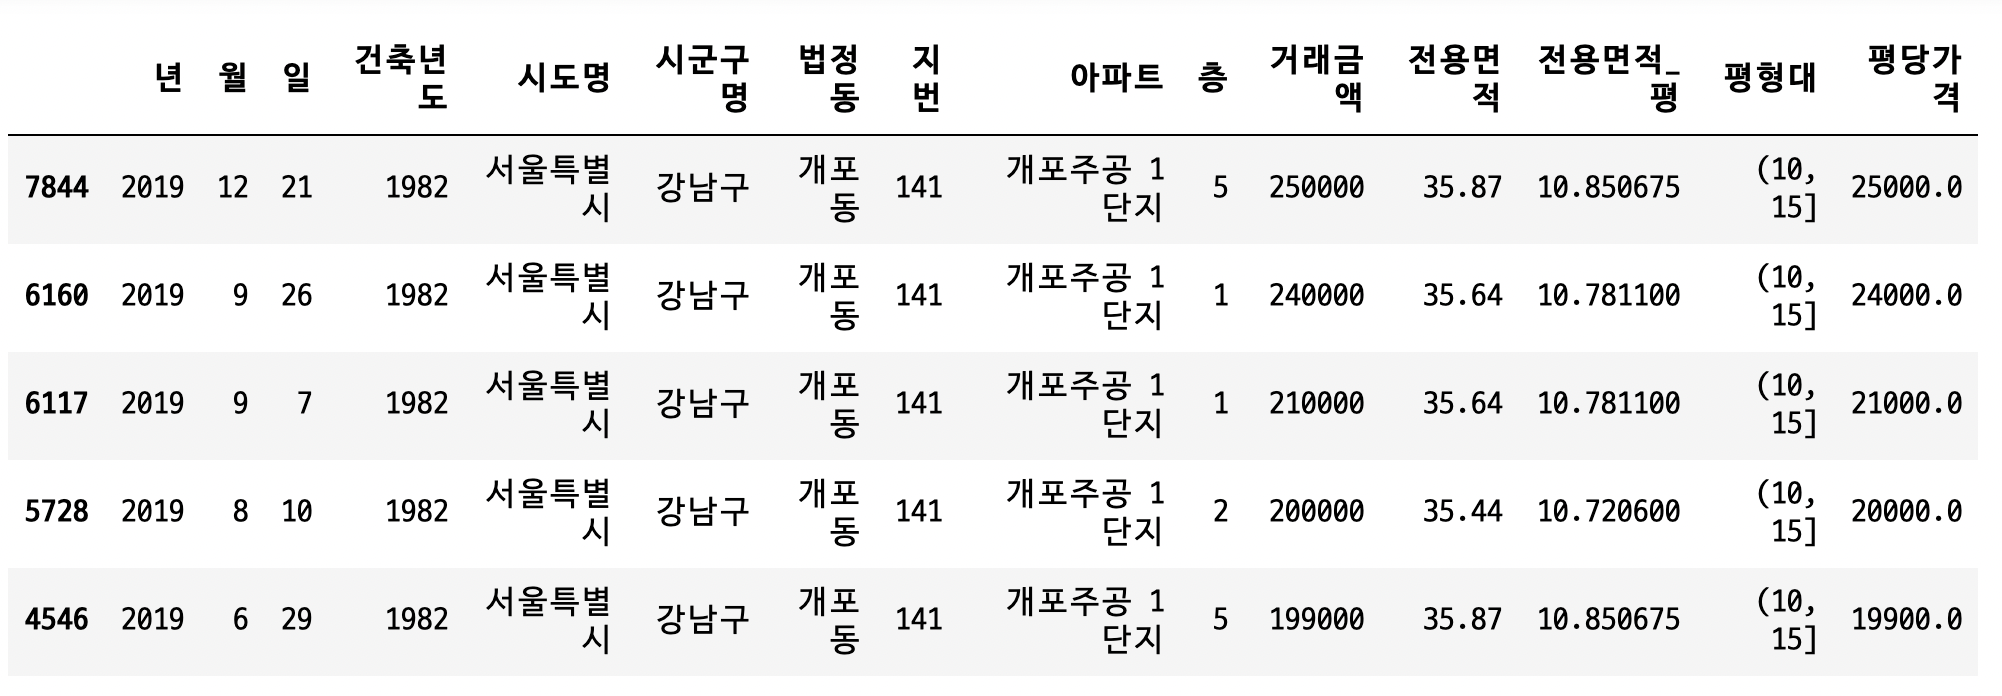 년 월 일 건축년도 시도명 시군구명 법정동 지번 아파트 층 거래금액 전용면적 전용면적_평 평형대 평당가격
7844 2019 12 21 1982 서울특별시 강남구 개포동 141 개포주공 1단지 5 250000 35.87 10.850675 (10, 15] 25000.0
6160 2019 9 26 1982 서울특별시 강남구 개포동 141 개포주공 1단지 1 240000 35.64 10.781100 (10, 15] 24000.0
6117 2019 9 7 1982 서울특별시 강남구 개포동 141 개포주공 1단지 1 210000 35.64 10.781100 (10, 15] 21000.0
5728 2019 8 10 1982 서울특별시 강남구 개포동 141 개포주공 1단지 2 200000 35.44 10.720600 (10, 15] 20000.0
4546 2019 6 29 1982 서울특별시 강남구 개포동 141 개포주공 1단지 5 199000 35.87 10.850675 (10, 15] 19900.0